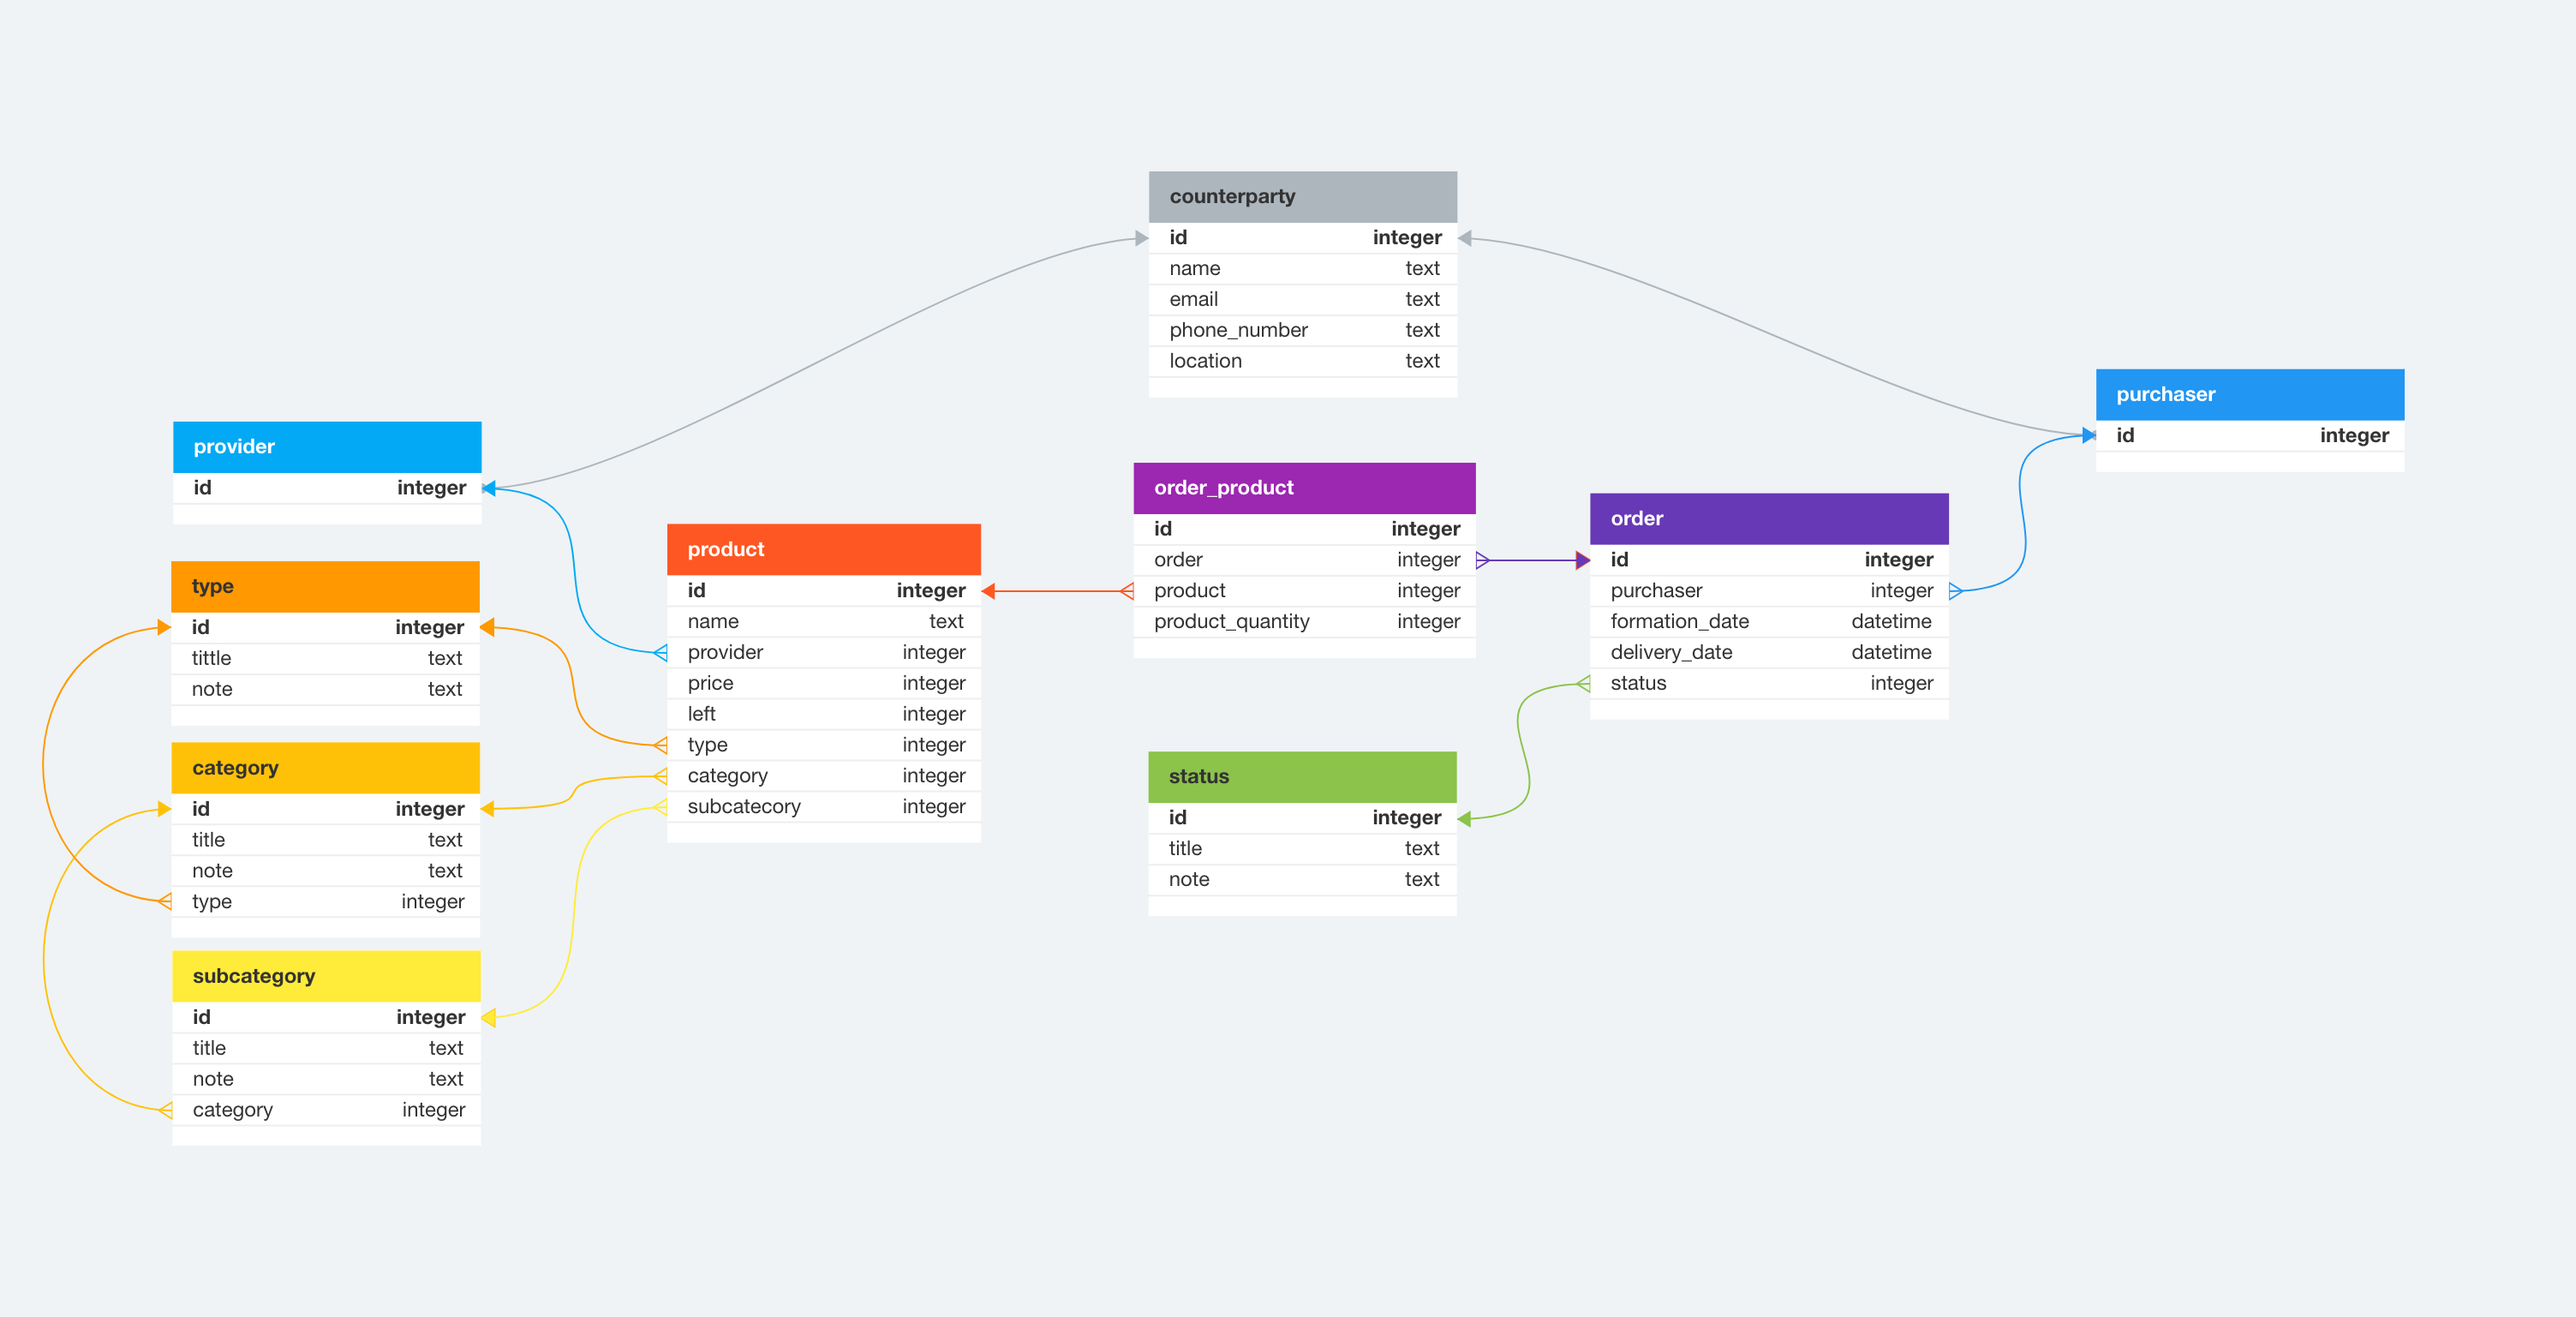 counterparty
id integer
name text
email text
phone_number text
location text
purchaser
id integer
provider
id integer
order_product
id integer
order integer
product integer
product_quantity integer
order
id integer
purchaser integer
formation_date datetime
delivery_date datetime
status integer
product
id integer
name text
provider integer
price integer
left integer
type integer
category integer
subcatecory integer
type
id integer
tittle text
note text
category
id integer
title text
note text
type integer
status
id integer
title text
note text
subcategory
id integer
title text
note text
category integer